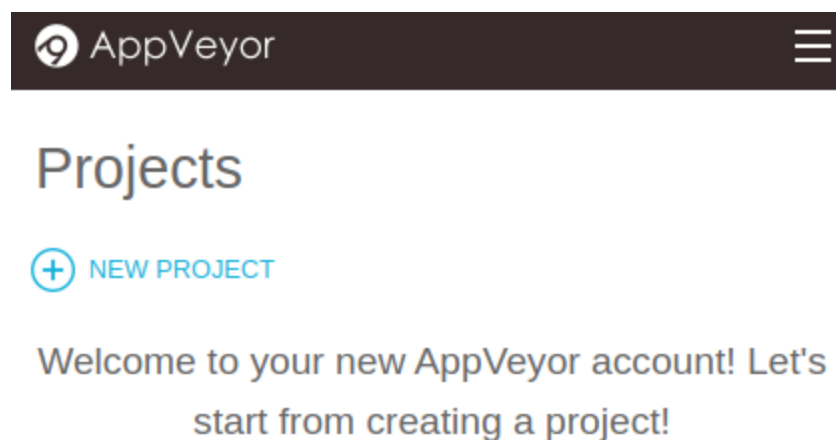 AppVeyor
Projects
NEW PROJECT
Welcome to your new AppVeyor account! Let's
start from creating a project!